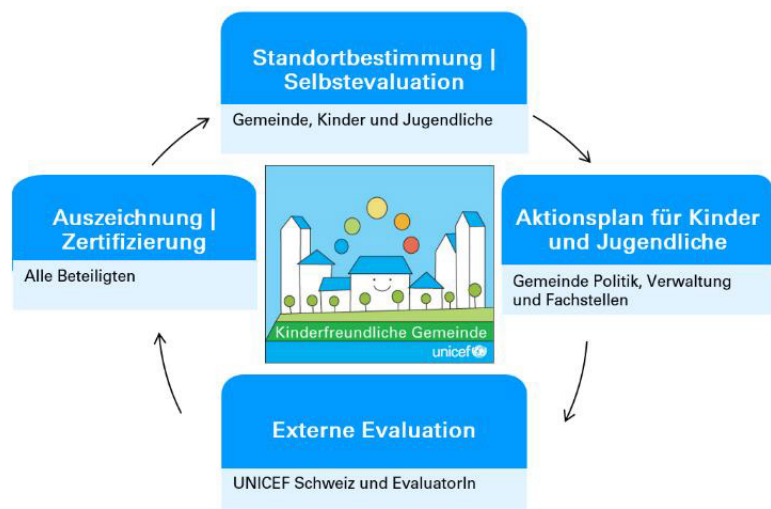 Standortbestimmung |
Selbstevaluation
Gemeinde, Kinder und Jugendliche
Aktionsplan für Kinder
und Jugendliche
Gemeinde Politik, Verwaltung
und Fachstellen
Externe Evaluation
UNICEF Schweiz und EvaluatorIn
Auszeichnung |
Zertifizierung
Alle Beteiligten
Kinderfreundliche Gemeinde
unicef